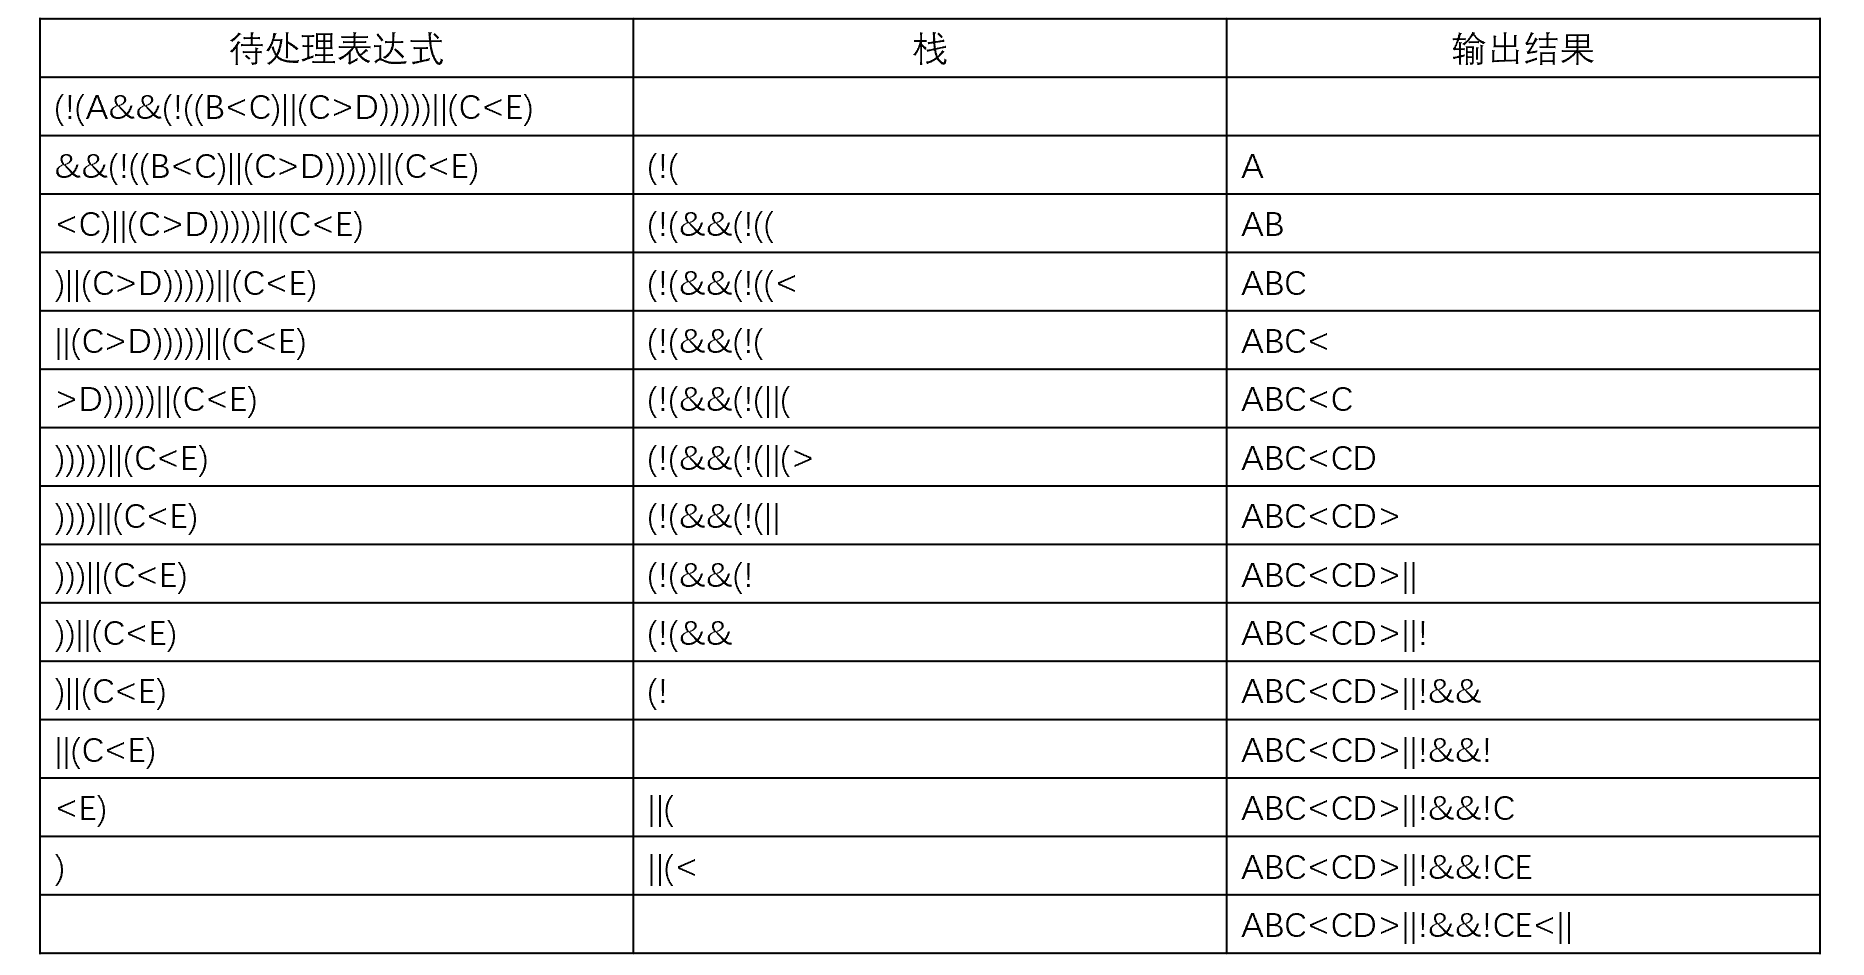 待处理表达式 栈 输出结果
(!(A&&(!((B<C)||(C>D)))))||(C<E)
&&(!((B<C)||(C>D)))))||(C<E) (!( A
<C)||(C>D)))))||(C<E) (!(&&(!(( AB
)||(C>D)))))||(C<E) (!(&&(!((< ABC
||(C>D)))))||(C<E) (!(&&(!( ABC<
>D)))))||(C<E) (!(&&(!(||( ABC<C
)))))||(C<E) (!(&&(!(||(> ABC<CD
))))||(C<E) (!(&&(!(|| ABC<CD>
)))||(C<E) (!(&&(! ABC<CD>||
))||(C<E) (!(&& ABC<CD>||!
)||(C<E) (! ABC<CD>||!&&
||(C<E) ABC<CD>||!&&!
<E) ||( ABC<CD>||!&&!C
) ||(< ABC<CD>||!&&!CE
ABC<CD>||!&&!CE<||